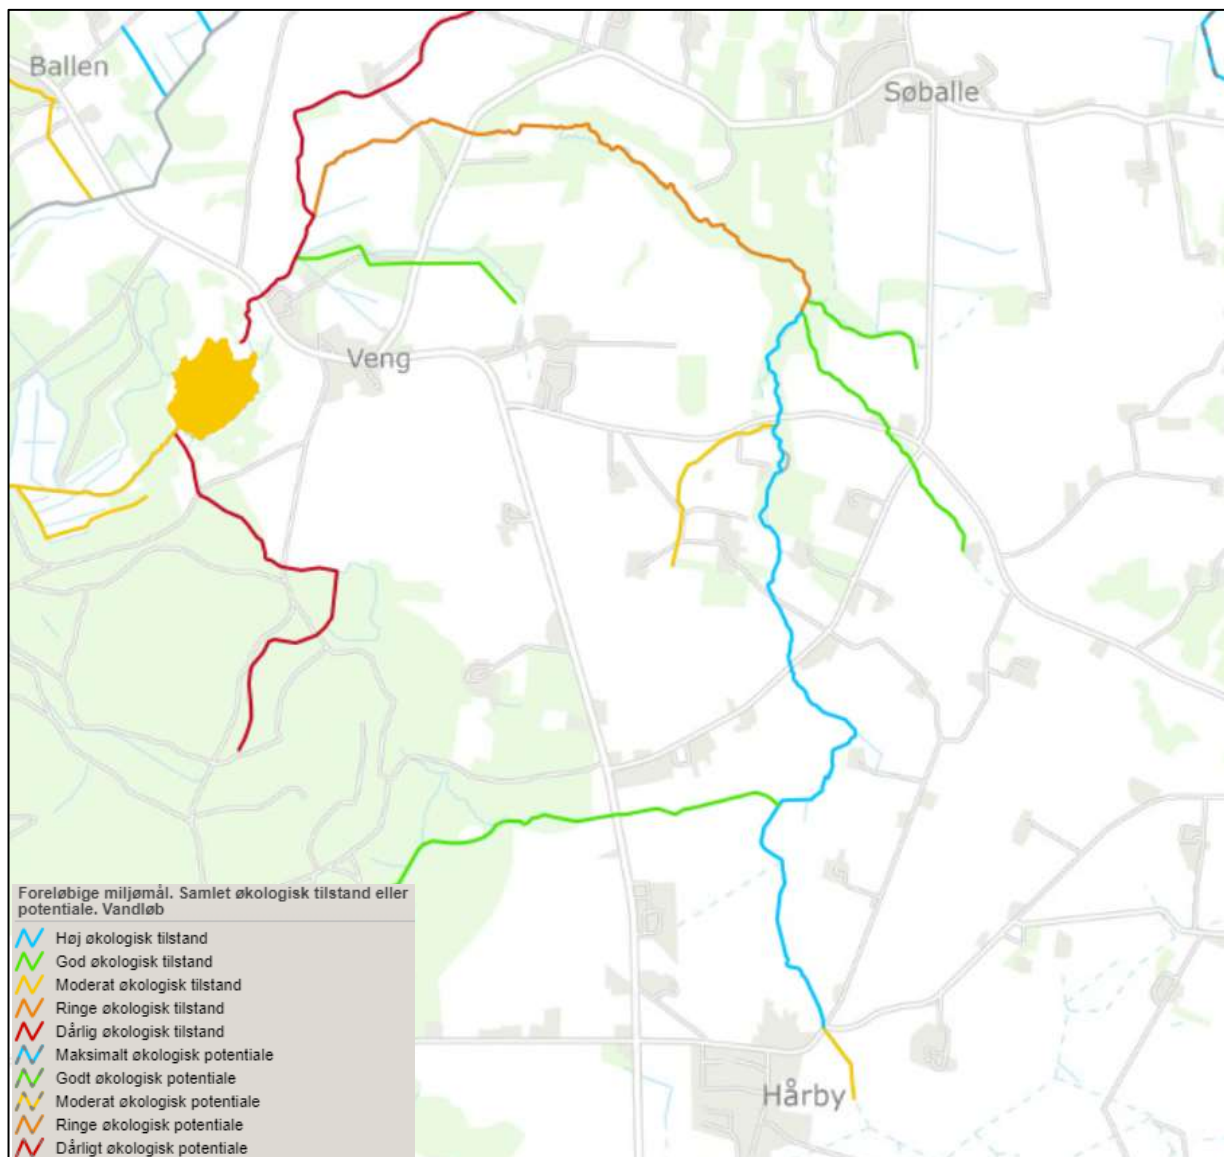 Ballen
Søballe
Veng
Foreløbige miljømål. Samlet økologisk tilstand eller
potentiale. Vandløb
Høj økologisk tilstand
God økologisk tilstand
Moderat økologisk tilstand
Ringe økologisk tilstand
Dårlig økologisk tilstand
Maksimalt økologisk potentiale
Godt økologisk potentiale
Moderat økologisk potentiale
Ringe økologisk potentiale
Dårligt økologisk potentiale
Hårby